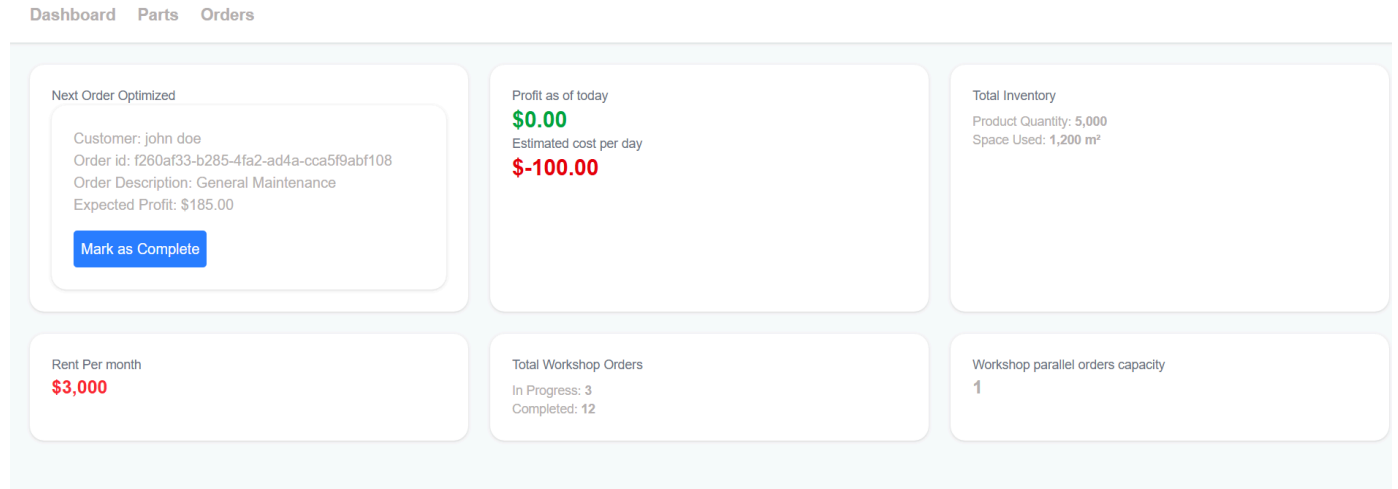 Dashboard Parts Orders
Next Order Optimized
Customer: john doe
Order id: f260af33-b285-4fa2-ad4a-cca5f9abf108
Order Description: General Maintenance
Expected Profit: $185.00
Mark as Complete
Profit as of today
$0.00
Estimated cost per day
$-100.00
Total Inventory
Product Quantity: 5,000
Space Used: 1,200 m²
Rent Per month
$3,000
Total Workshop Orders
In Progress: 3
Completed: 12
Workshop parallel orders capacity
1